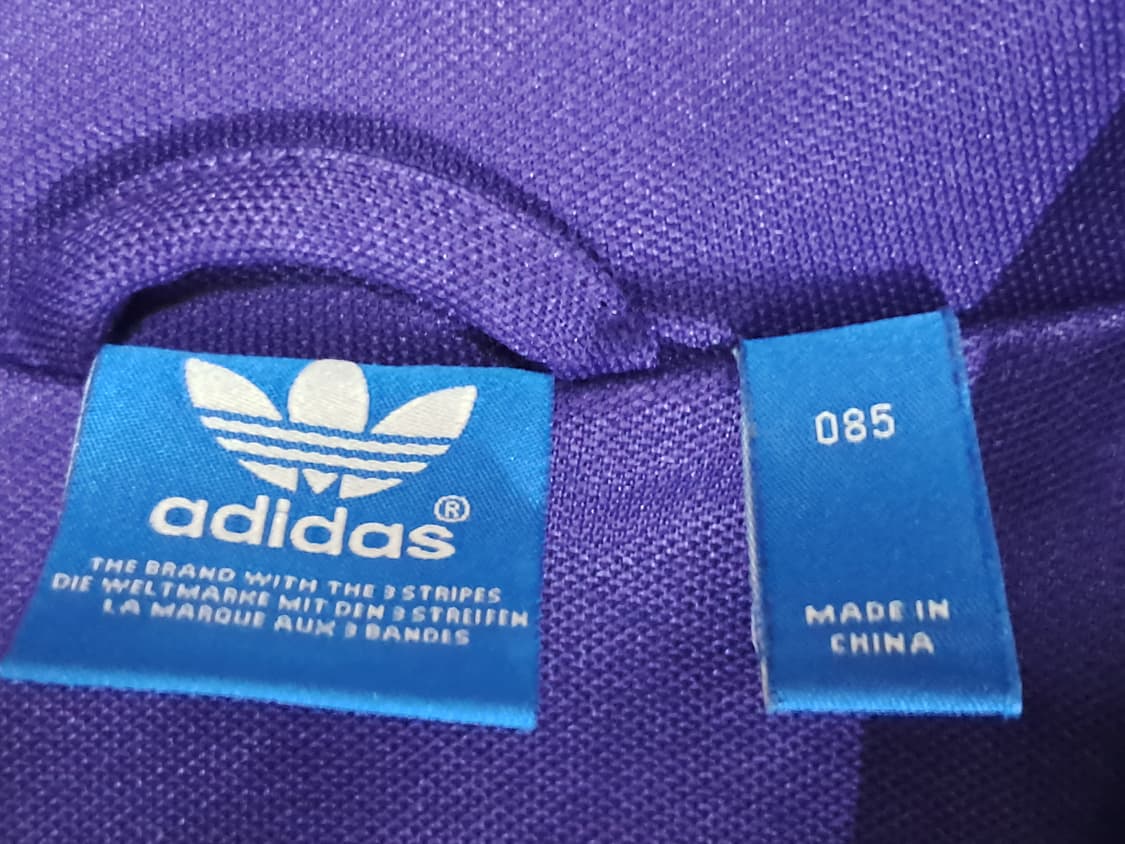 adidas®
THE BRAND WITH THE 3 STRIPES
DIE WELTMARKE MIT DEN 3 STREIFEN
LA MARQUE AUX 3 BANDES
085
MADE IN
CHINA